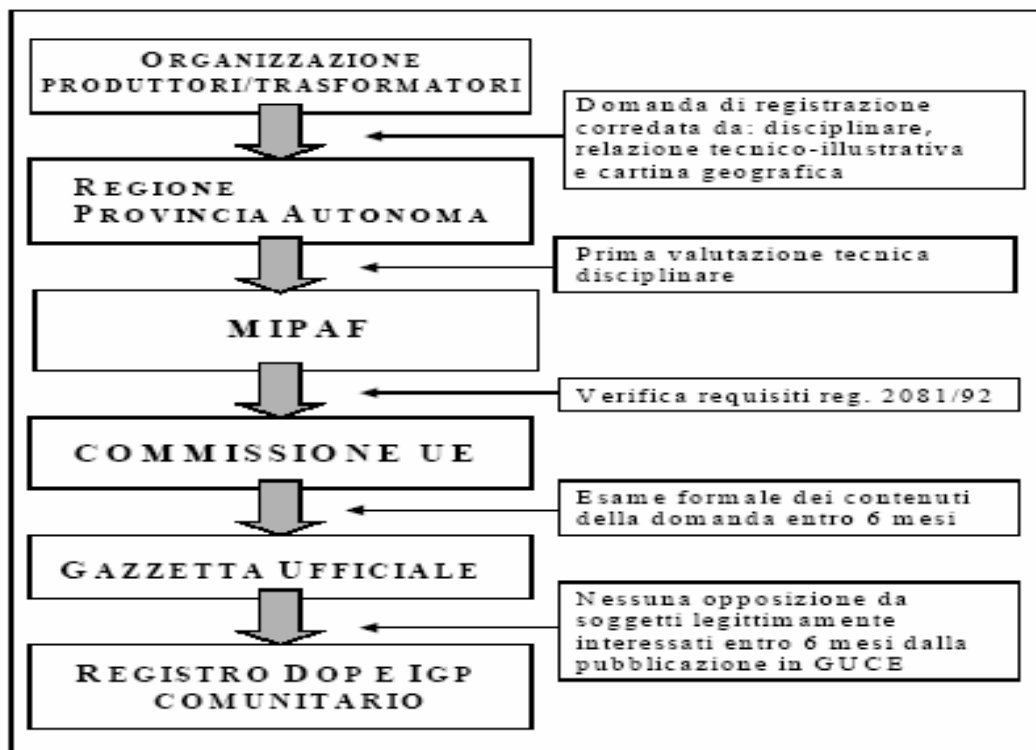 ORGANIZZAZIONE
PRODUTTORI/TRASFORMATORI
Domanda di registrazione
corredata da: disciplinare,
relazione tecnico-illustrativa
e cartina geografica
REGIONE
PROVINCIA AUTONOMA
Prima valutazione tecnica
disciplinare
MIPAF
Verifica requisiti reg. 2081/92
COMMISSIONE UE
Esame formale dei contenuti
della domanda entro 6 mesi
GAZZETTA UFFICIALE
Nessuna opposizione da
soggetti legittimamente
interessati entro 6 mesi dalla
pubblicazione in GUCE
REGISTRO DOP E IGP
COMUNITARIO